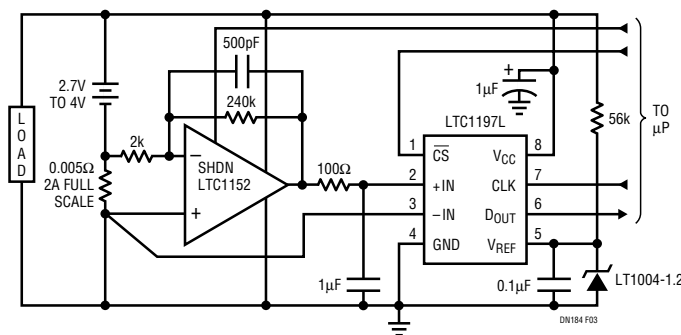 500pF
2.7V
TO 4V
240k
1µF
+
LTC1197L
56k
TO
µP
LOAD
2k
0.005Ω
2A FULL
SCALE
SHDN
LTC1152
–
+
100Ω
1
CS
VCC
8
2
+IN
CLK
7
3
–IN
DOUT
6
4
GND
VREF
5
1µF
0.1µF
LT1004-1.2
DN184 F03